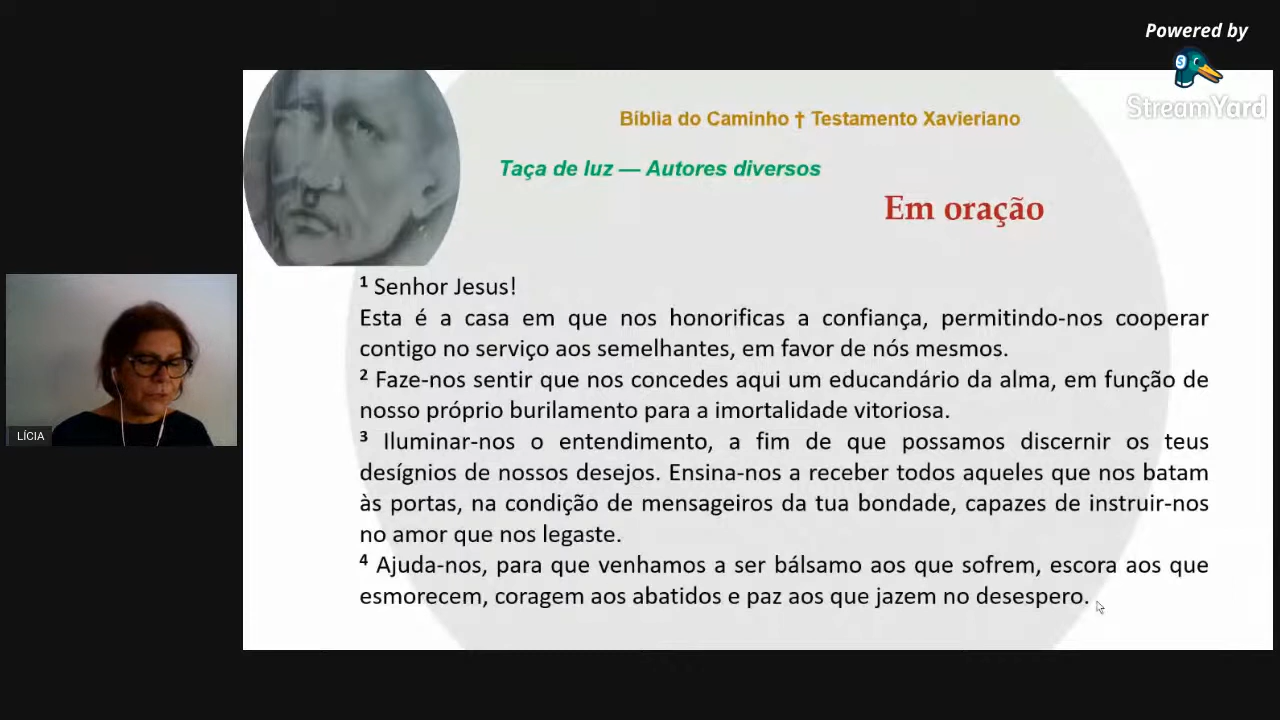 Powered by
StreamYard
Bíblia do Caminho † Testamento Xavieriano
Taça de luz — Autores diversos
Em oração
¹ Senhor Jesus!
Esta é a casa em que nos honorificas a confiança, permitindo-nos cooperar
contigo no serviço aos semelhantes, em favor de nós mesmos.
² Faze-nos sentir que nos concedes aqui um educandário da alma, em função de
nosso próprio burilamento para a imortalidade vitoriosa.
³ Iluminar-nos o entendimento, a fim de que possamos discernir os teus
desígnios de nossos desejos. Ensina-nos a receber todos aqueles que nos batam
às portas, na condição de mensageiros da tua bondade, capazes de instruir-nos
no amor que nos legaste.
⁴ Ajuda-nos, para que venhamos a ser bálsamo aos que sofrem, escora aos que
esmorecem, coragem aos abatidos e paz aos que jazem no desespero.
LÍCIA